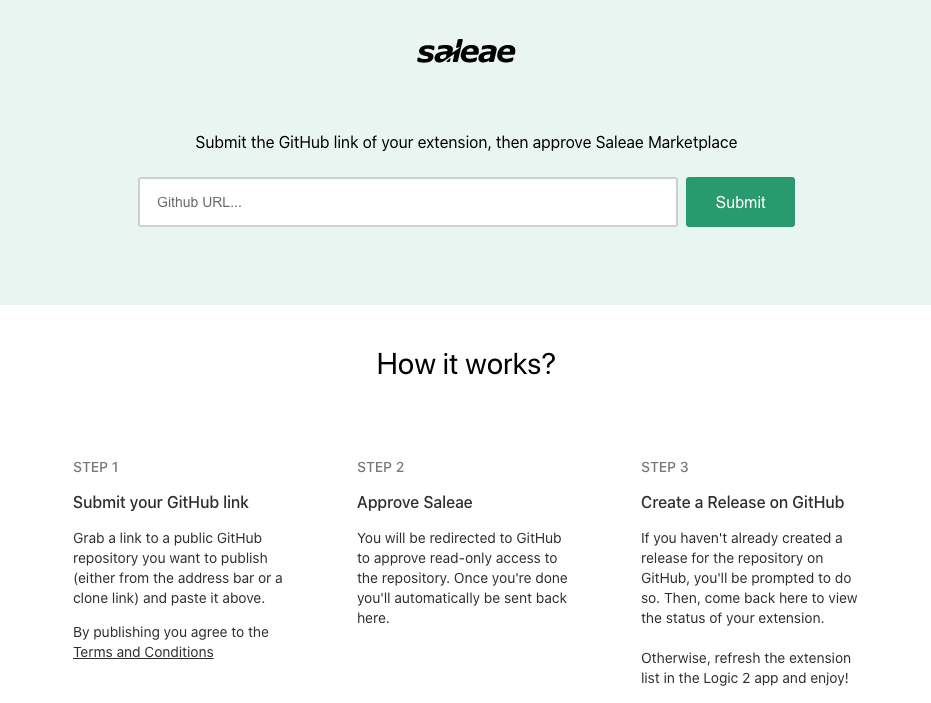 saleae
Submit the GitHub link of your extension, then approve Saleae Marketplace
Github URL...
Submit
How it works?
STEP 1
Submit your GitHub link
Grab a link to a public GitHub
repository you want to publish
(either from the address bar or a
clone link) and paste it above.
By publishing you agree to the
Terms and Conditions
STEP 2
Approve Saleae
You will be redirected to GitHub
to approve read-only access to
the repository. Once you're done
you'll automatically be sent back
here.
STEP 3
Create a Release on GitHub
If you haven't already created a
release for the repository on
GitHub, you'll be prompted to do
so. Then, come back here to view
the status of your extension.
Otherwise, refresh the extension
list in the Logic 2 app and enjoy!